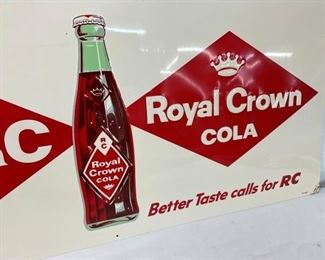 RC
R
C
Royal
Crown
COLA
Royal Crown
COLA
Better Taste calls for RC